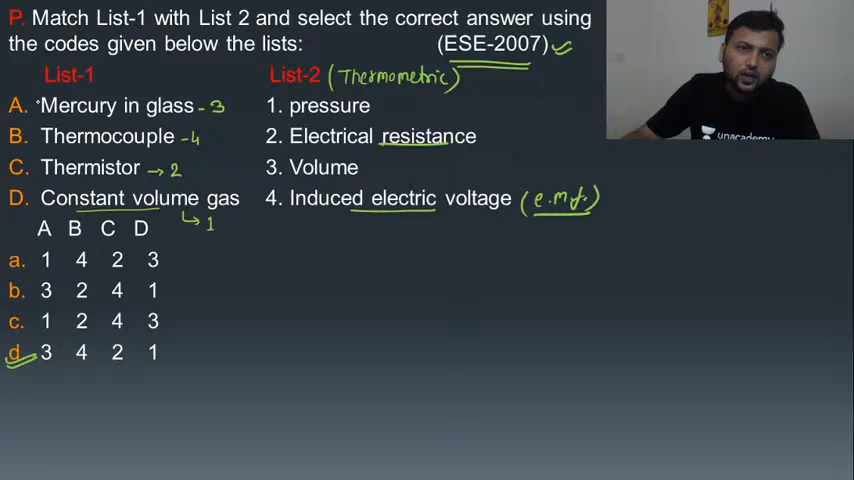 P. Match List-1 with List 2 and select the correct answer using
the codes given below the lists: (ESE-2007)
List-1 List-2 (Thermometric)
A. Mercury in glass - 3 1. pressure
B. Thermocouple - 4 2. Electrical resistance
C. Thermistor → 2 3. Volume
D. Constant volume gas 4. Induced electric voltage (e.m.f.)
↳ 1
A B C D
a. 1 4 2 3
b. 3 2 4 1
c. 1 2 4 3
d. 3 4 2 1
unacademy